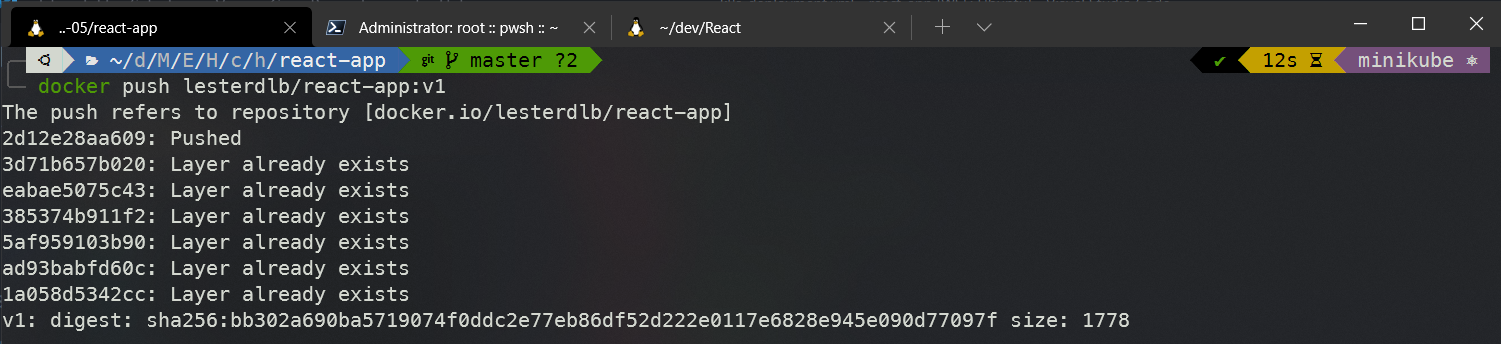 ..-05/react-app
Administrator: root :: pwsh :: ~
~/dev/React
~/d/M/E/H/c/h/react-app git master ?2 ✔ 12s minikube
docker push lesterdlb/react-app:v1
The push refers to repository [docker.io/lesterdlb/react-app]
2d12e28aa609: Pushed
3d71b657b020: Layer already exists
eabae5075c43: Layer already exists
385374b911f2: Layer already exists
5af959103b90: Layer already exists
ad93babfd60c: Layer already exists
1a058d5342cc: Layer already exists
v1: digest: sha256:bb302a690ba5719074f0ddc2e77eb86df52d222e0117e6828e945e090d77097f size: 1778